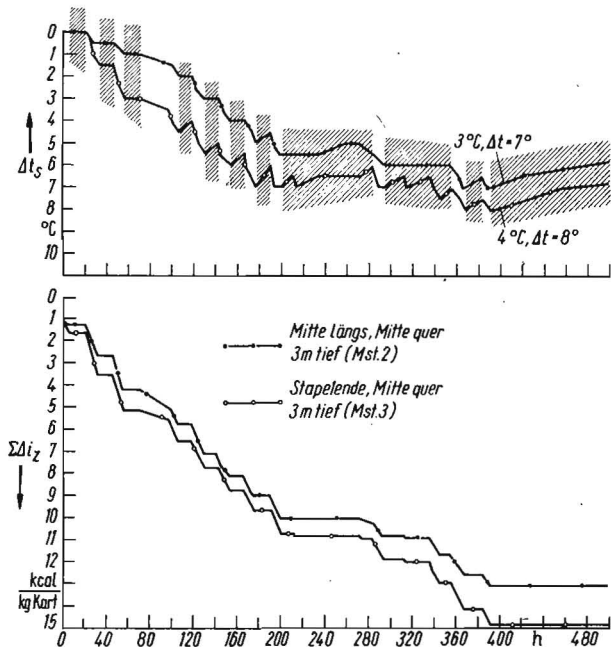 0
1
2
3
4
5
6
7
8
°C
10
Δt_S
3°C, Δt=7°
4°C, Δt=8°
0
1
2
3
4
5
6
7
8
9
10
11
12
kcal
kg Kart
15
ΣΔi_z
Mitte längs, Mitte quer
3m tief (Mst.2)
Stapelende, Mitte quer
3m tief (Mst.3)
0 40 80 120 160 200 240 280 320 360 400 h 480